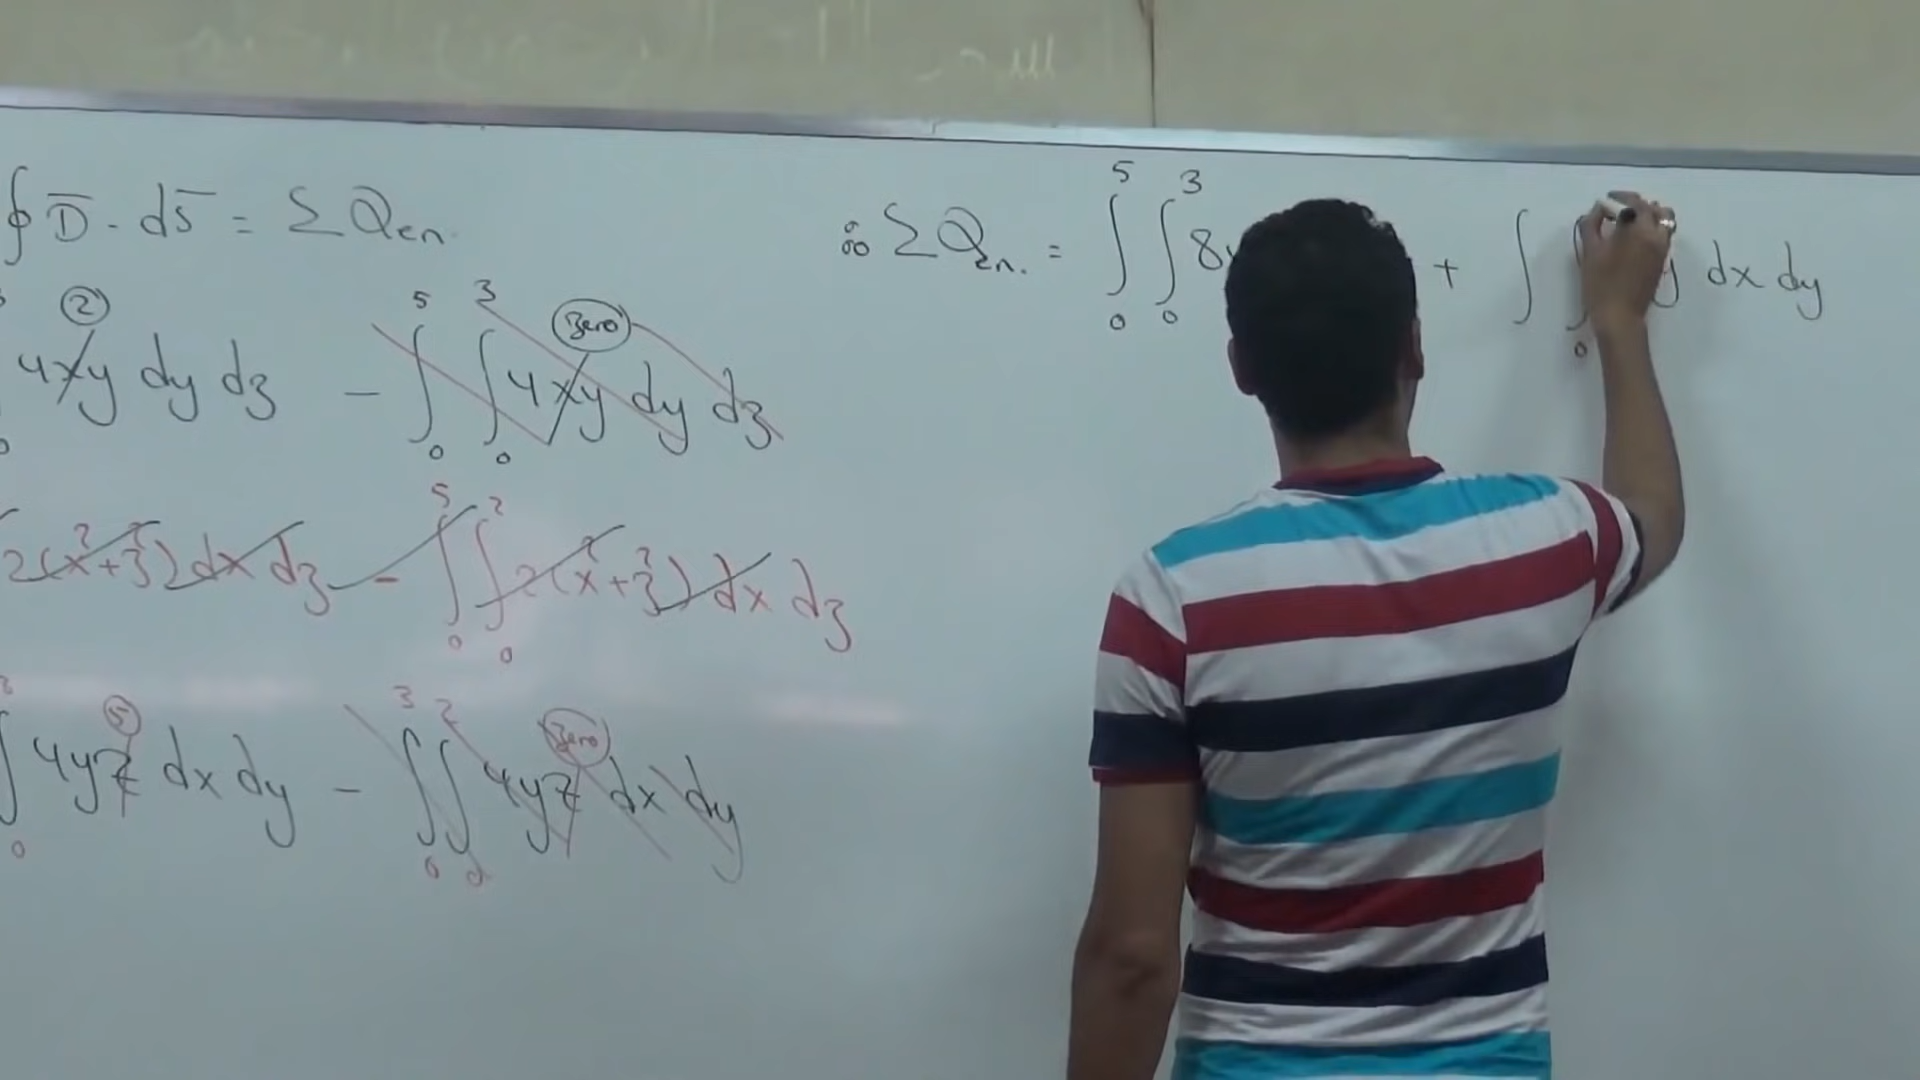 ∮ D̅ · dS̅ = ΣQen.
② 4xy dy dz − ∫₀⁵ ∫₀³ 4xy dy dz Zero
2(x²+z²) dx dz − ∫₀⁵ ∫₀² 2(x²+z²) dx dz
∫₀ 4yz dx dy ⑤ − ∫₀³ ∫₀² 4yz dx dy Zero
∴ ΣQen. = ∫₀⁵ ∫₀³ 8 + ∫ ∫₀ y dx dy